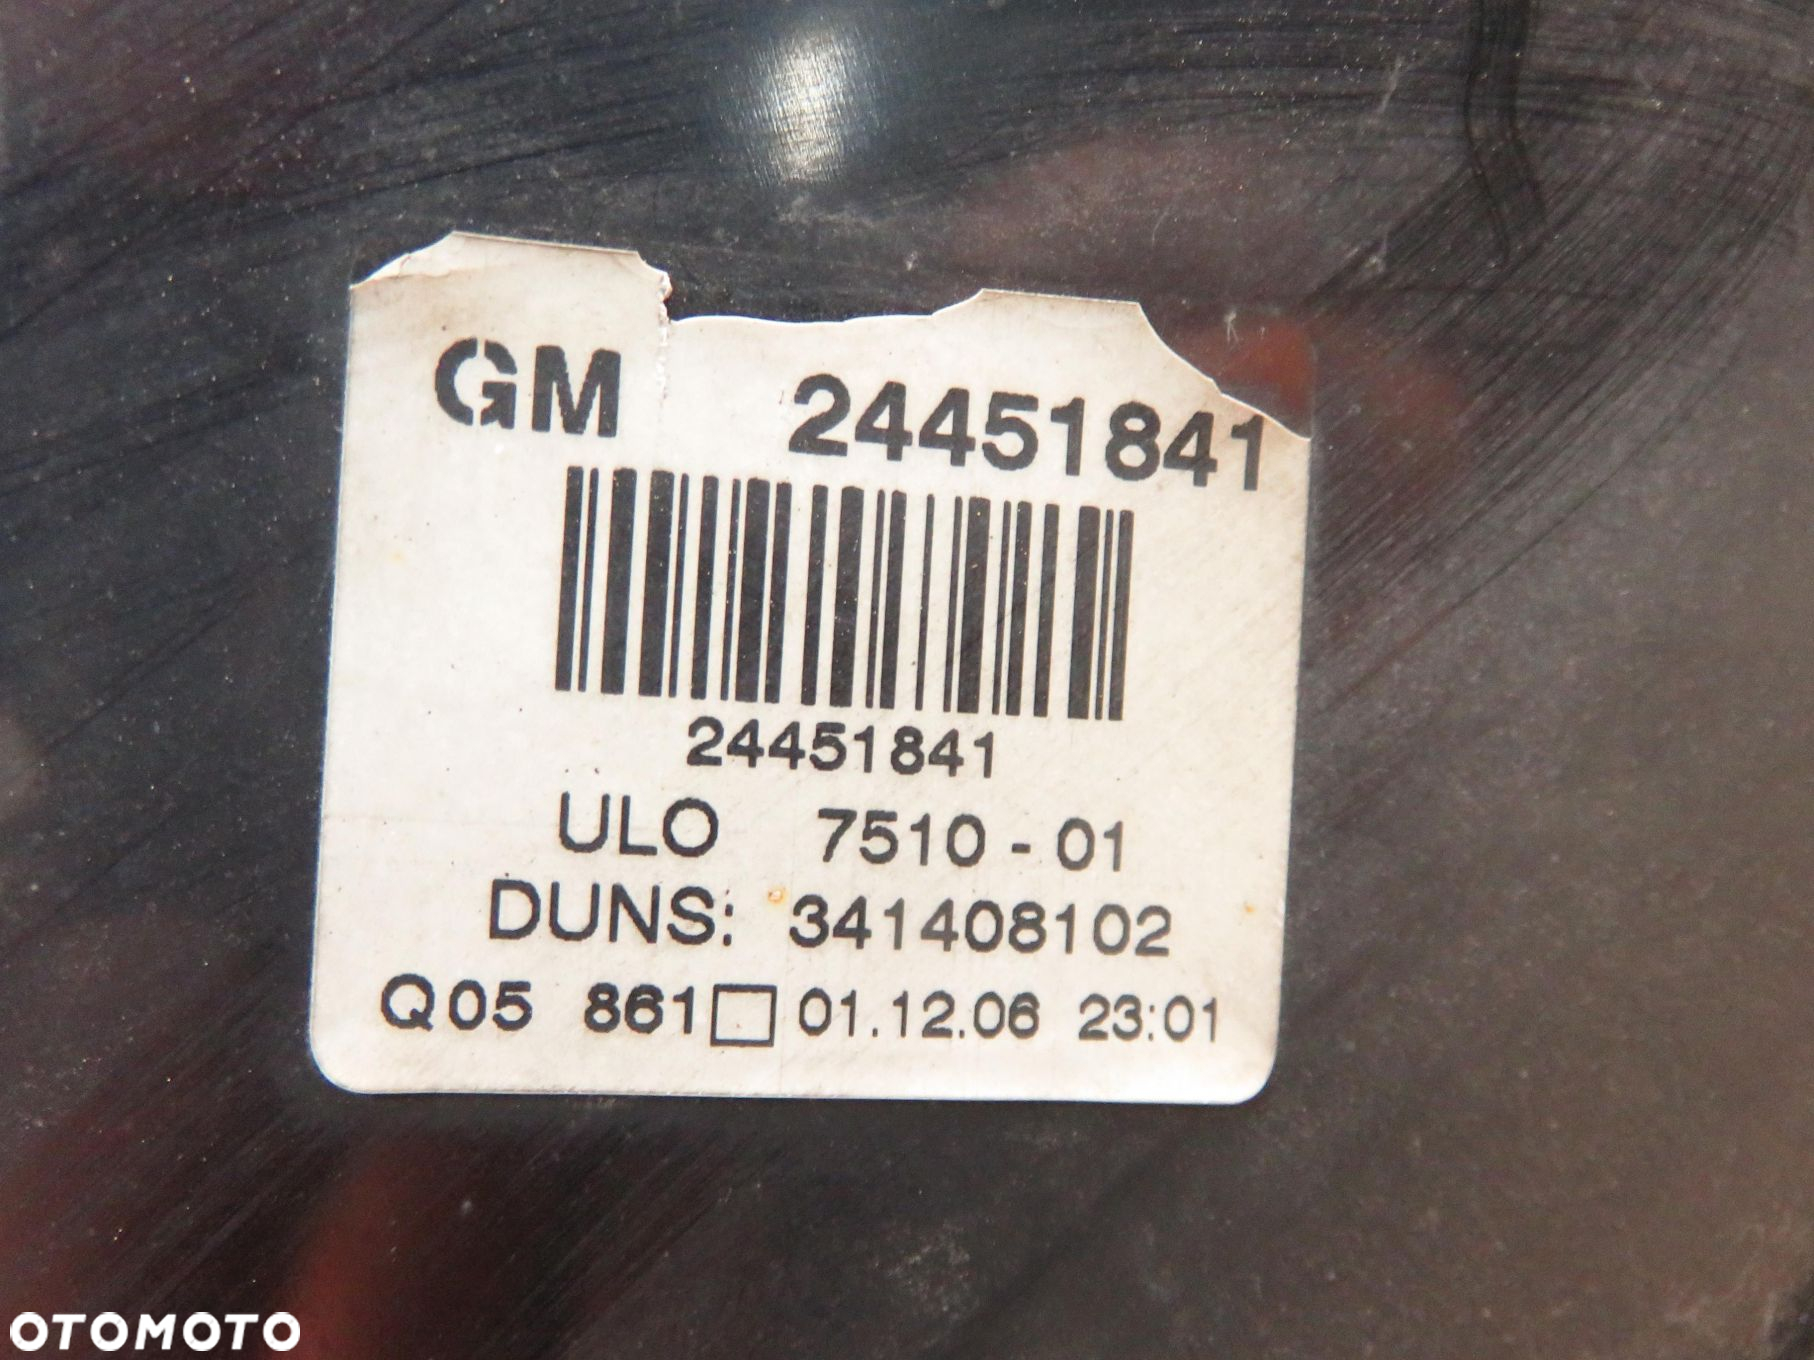 GM 24451841
24451841
ULO 7510 - 01
DUNS: 341408102
Q05 861□ 01.12.06 23:01
OTOMOTO